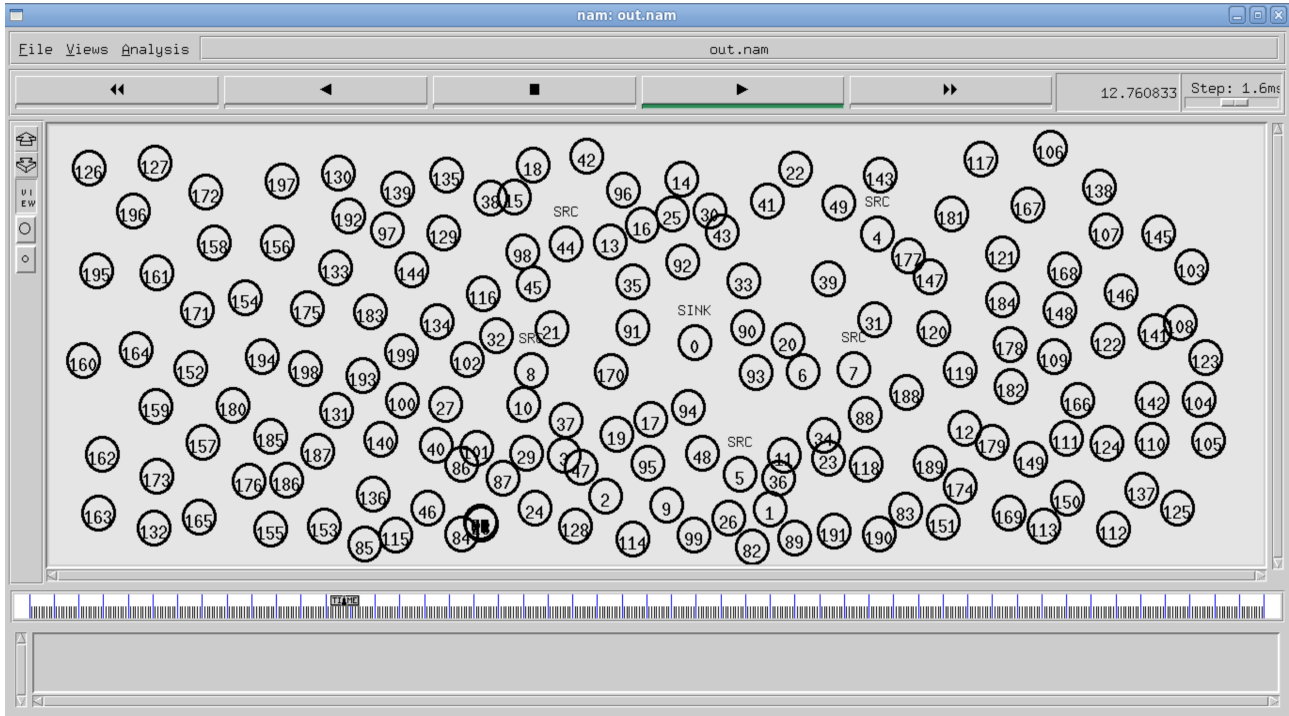 nam: out.nam
File Views Analysis out.nam
12.760833 Step: 1.6ms
VI
EW
126 127 172 197 130 139 135 18 42 96 14 22 143 117 106 138
196 192 97 129 38 15 SRC 16 25 30 43 41 49 SRC 181 167
158 156 133 144 98 44 13 92 4 177 147 121 107 145
195 161 154 175 183 116 45 35 33 39 184 168 146 103
171 134 32 SRC 21 91 SINK 0 90 20 SRC 31 120 148 141 108
160 164 152 194 198 193 199 102 8 170 93 6 7 119 178 109 122 123
159 180 131 100 27 10 37 17 94 88 188 182 166 142 104
162 157 185 187 140 40 86 101 29 3 47 19 95 48 SRC 11 34 23 118 12 179 111 124 110 105
173 176 186 136 87 2 5 36 189 174 149 137
163 132 165 155 153 85 115 46 84 24 128 114 9 99 26 1 82 89 191 190 83 151 169 113 150 112 125
TIME